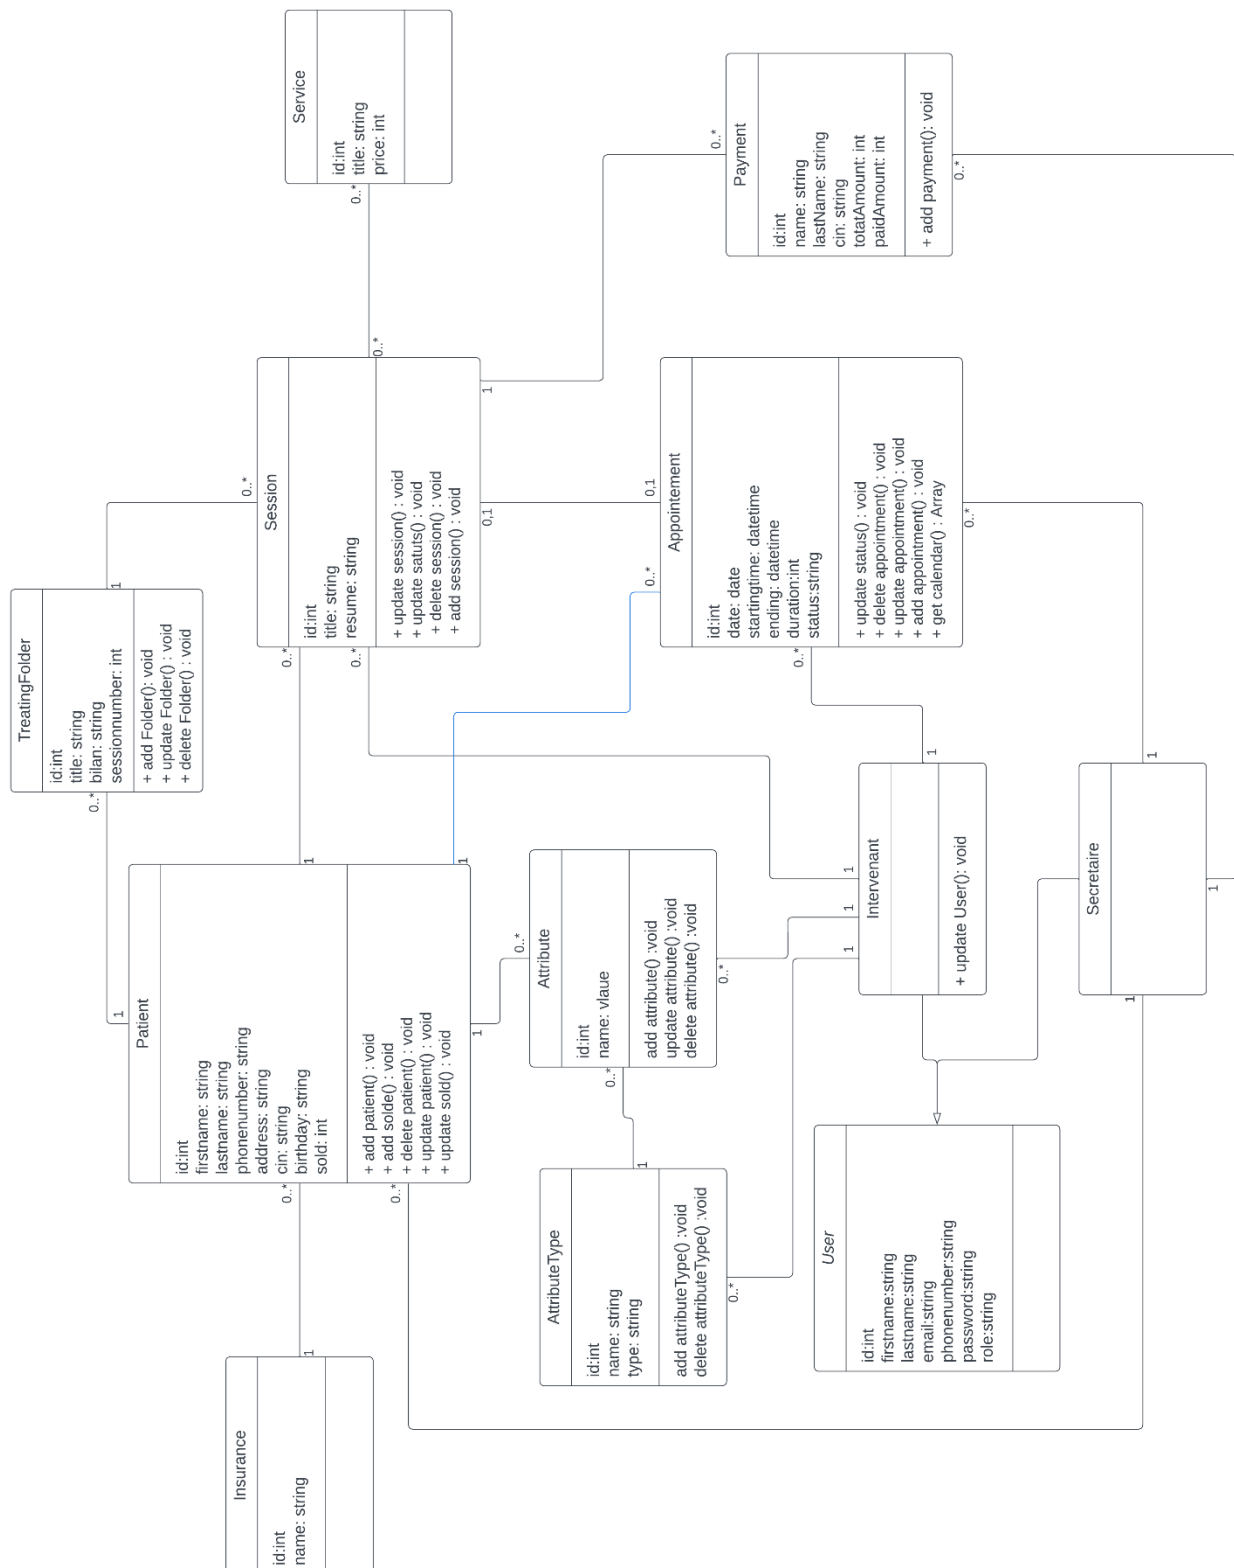 Service
id:int
title: string
price: int
0..*
0..*
Payment
id:int
name: string
lastName: string
cin: string
totatAmount: int
paidAmount: int
+ add payment(): void
0..*
0..*
TreatingFolder
id:int
title: string
bilan: string
sessionnumber: int
+ add Folder(): void
+ update Folder() : void
+ delete Folder() : void
1
0..*
Session
id:int
title: string
resume: string
+ update session() : void
+ update satuts() : void
+ delete session() : void
+ add session() : void
0..*
1
0,1
0..*
0..*
Appointement
id:int
date: date
startingtime: datetime
ending: datetime
duration:int
status:string
+ update status() : void
+ delete appointment() : void
+ update appointment() : void
+ add appointment() : void
+ get calendar() : Array
0,1
0..*
0..*
0..*
Patient
id:int
firstname: string
lastname: string
phonenumber: string
address: string
cin: string
birthday: string
sold: int
+ add patient() : void
+ add solde() : void
+ delete patient() : void
+ update patient() : void
+ update sold() : void
1
1
1
1
0..*
0..*
Attribute
id:int
name: vlaue
add attribute() :void
update attribute() :void
delete attribute() :void
0..*
0..*
0..*
Intervenant
+ update User(): void
1
1
1
1
Secretaire
1
1
1
AttributeType
id:int
name: string
type: string
add attributeType() :void
delete attributeType() :void
1
0..*
User
id:int
firstname:string
lastname:string
email:string
phonenumber:string
password:string
role:string
Insurance
id:int
name: string
1